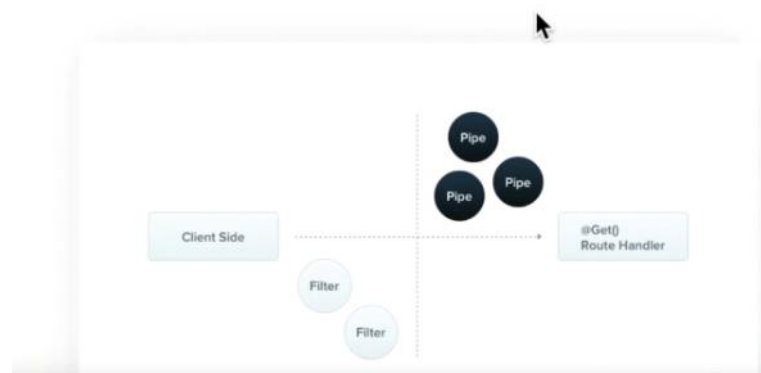 Pipe
Pipe
Pipe
Client Side
@Get()
Route Handler
Filter
Filter